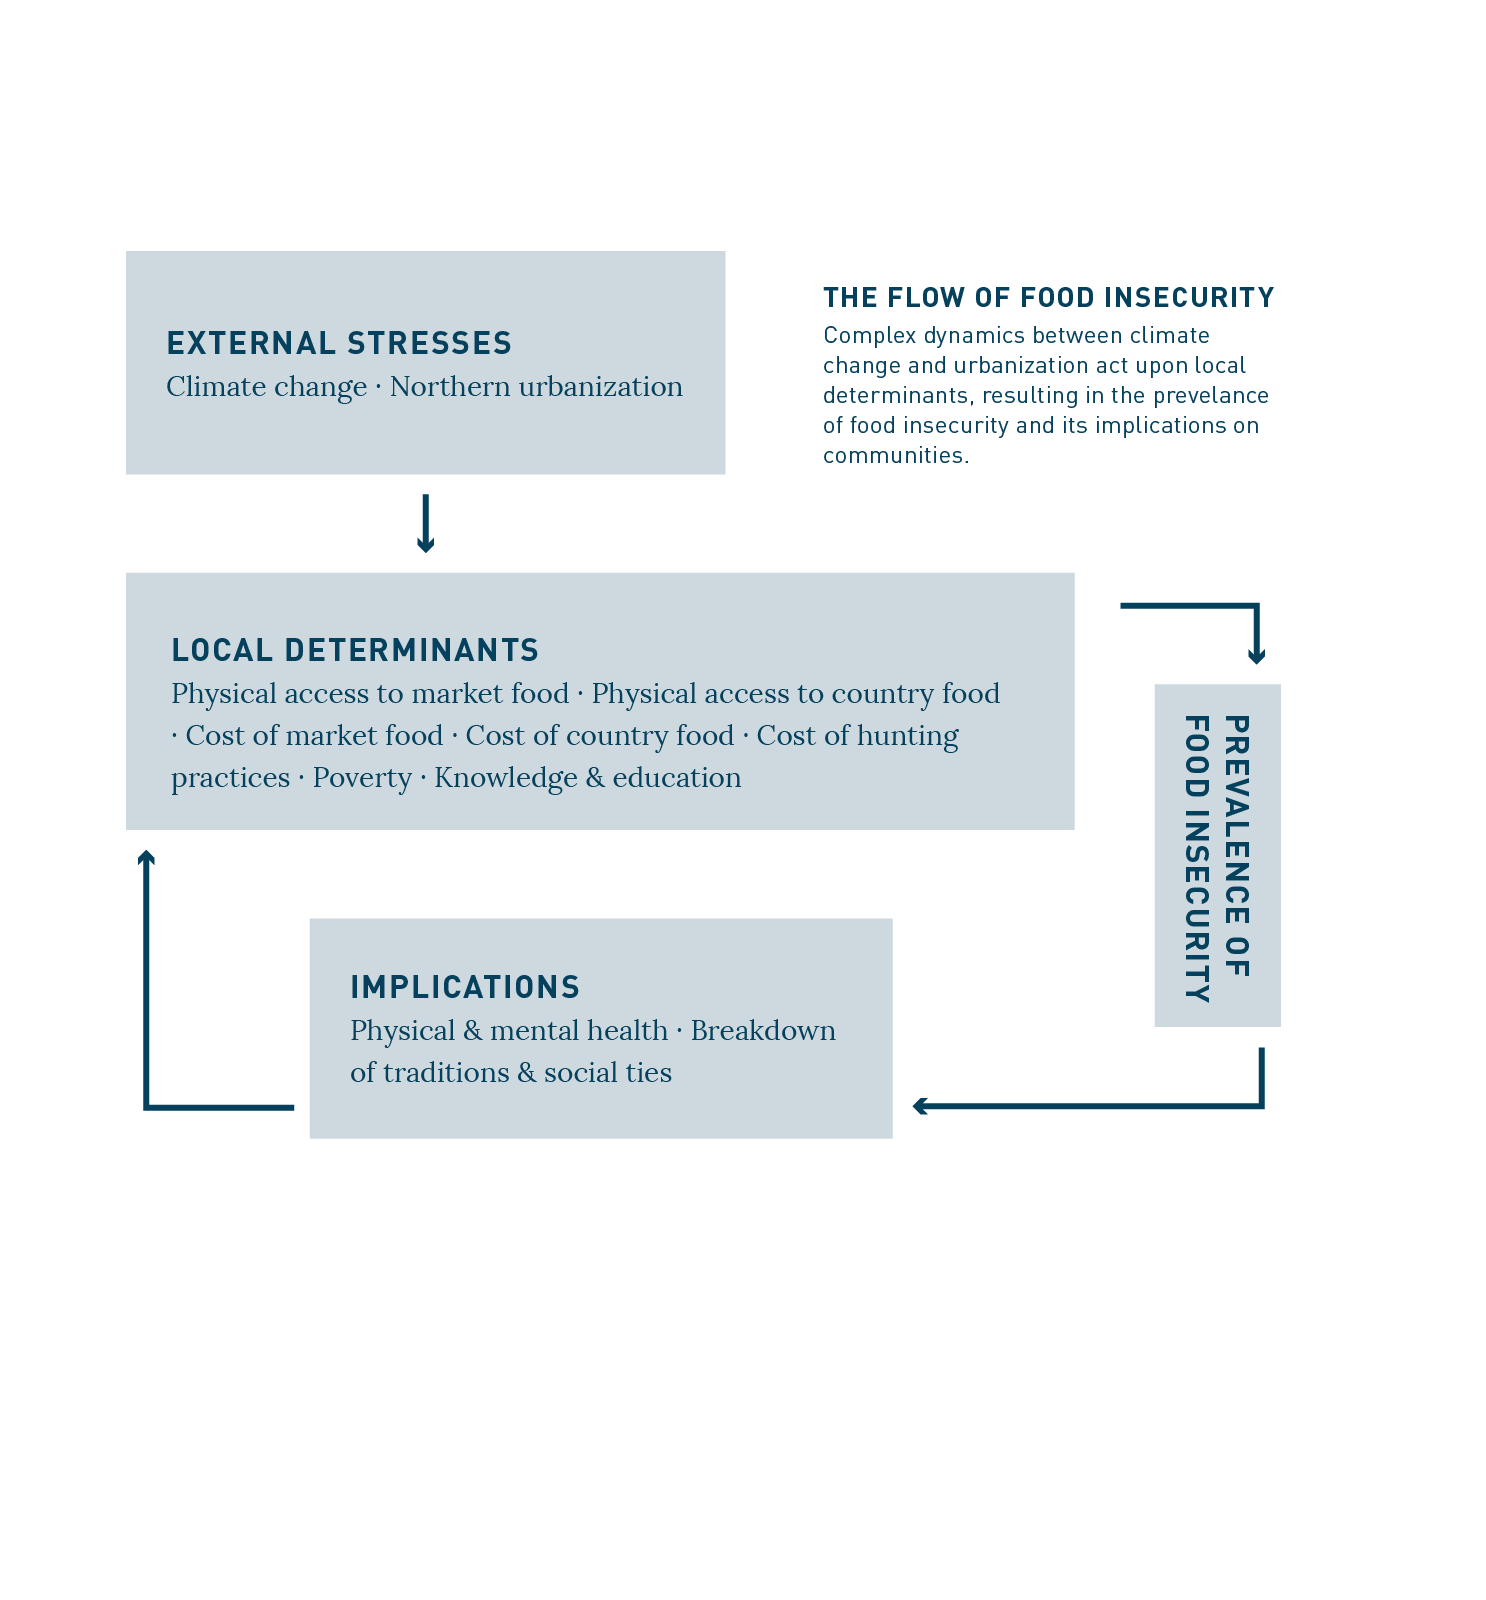 EXTERNAL STRESSES
Climate change · Northern urbanization
THE FLOW OF FOOD INSECURITY
Complex dynamics between climate
change and urbanization act upon local
determinants, resulting in the prevelance
of food insecurity and its implications on
communities.
LOCAL DETERMINANTS
Physical access to market food · Physical access to country food
· Cost of market food · Cost of country food · Cost of hunting
practices · Poverty · Knowledge & education
PREVALENCE OF
FOOD INSECURITY
IMPLICATIONS
Physical & mental health · Breakdown
of traditions & social ties